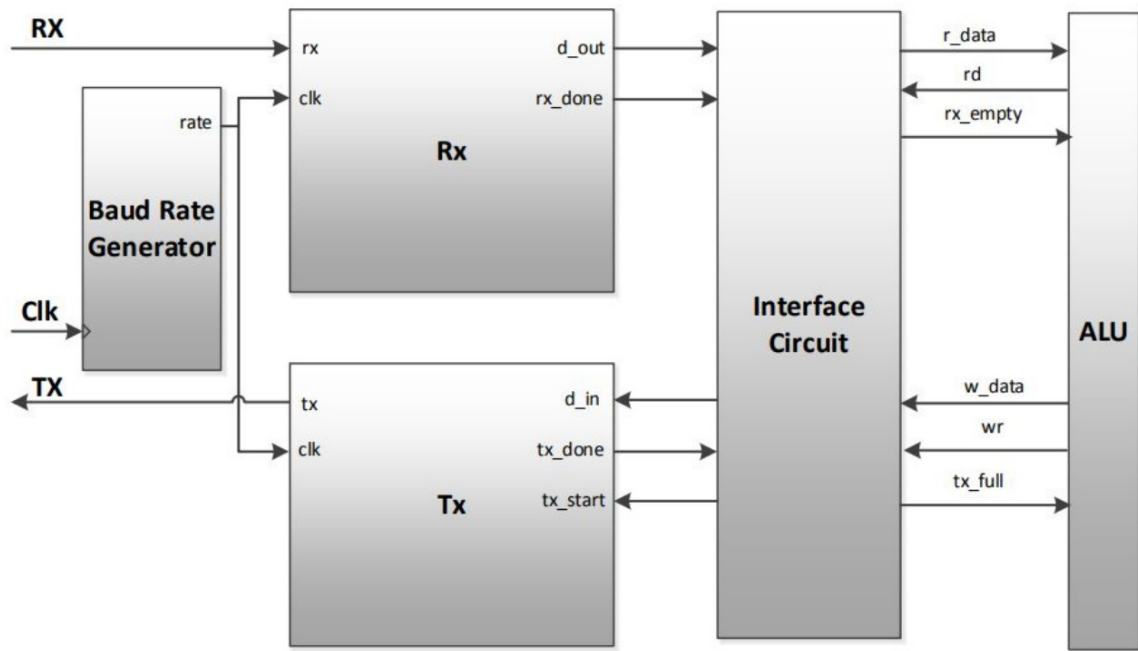 RX
rx
d_out
r_data
rd
clk
rx_done
rate
rx_empty
Rx
Baud Rate
Generator
Clk
Interface
Circuit
ALU
TX
tx
d_in
w_data
wr
clk
tx_done
tx_full
Tx
tx_start